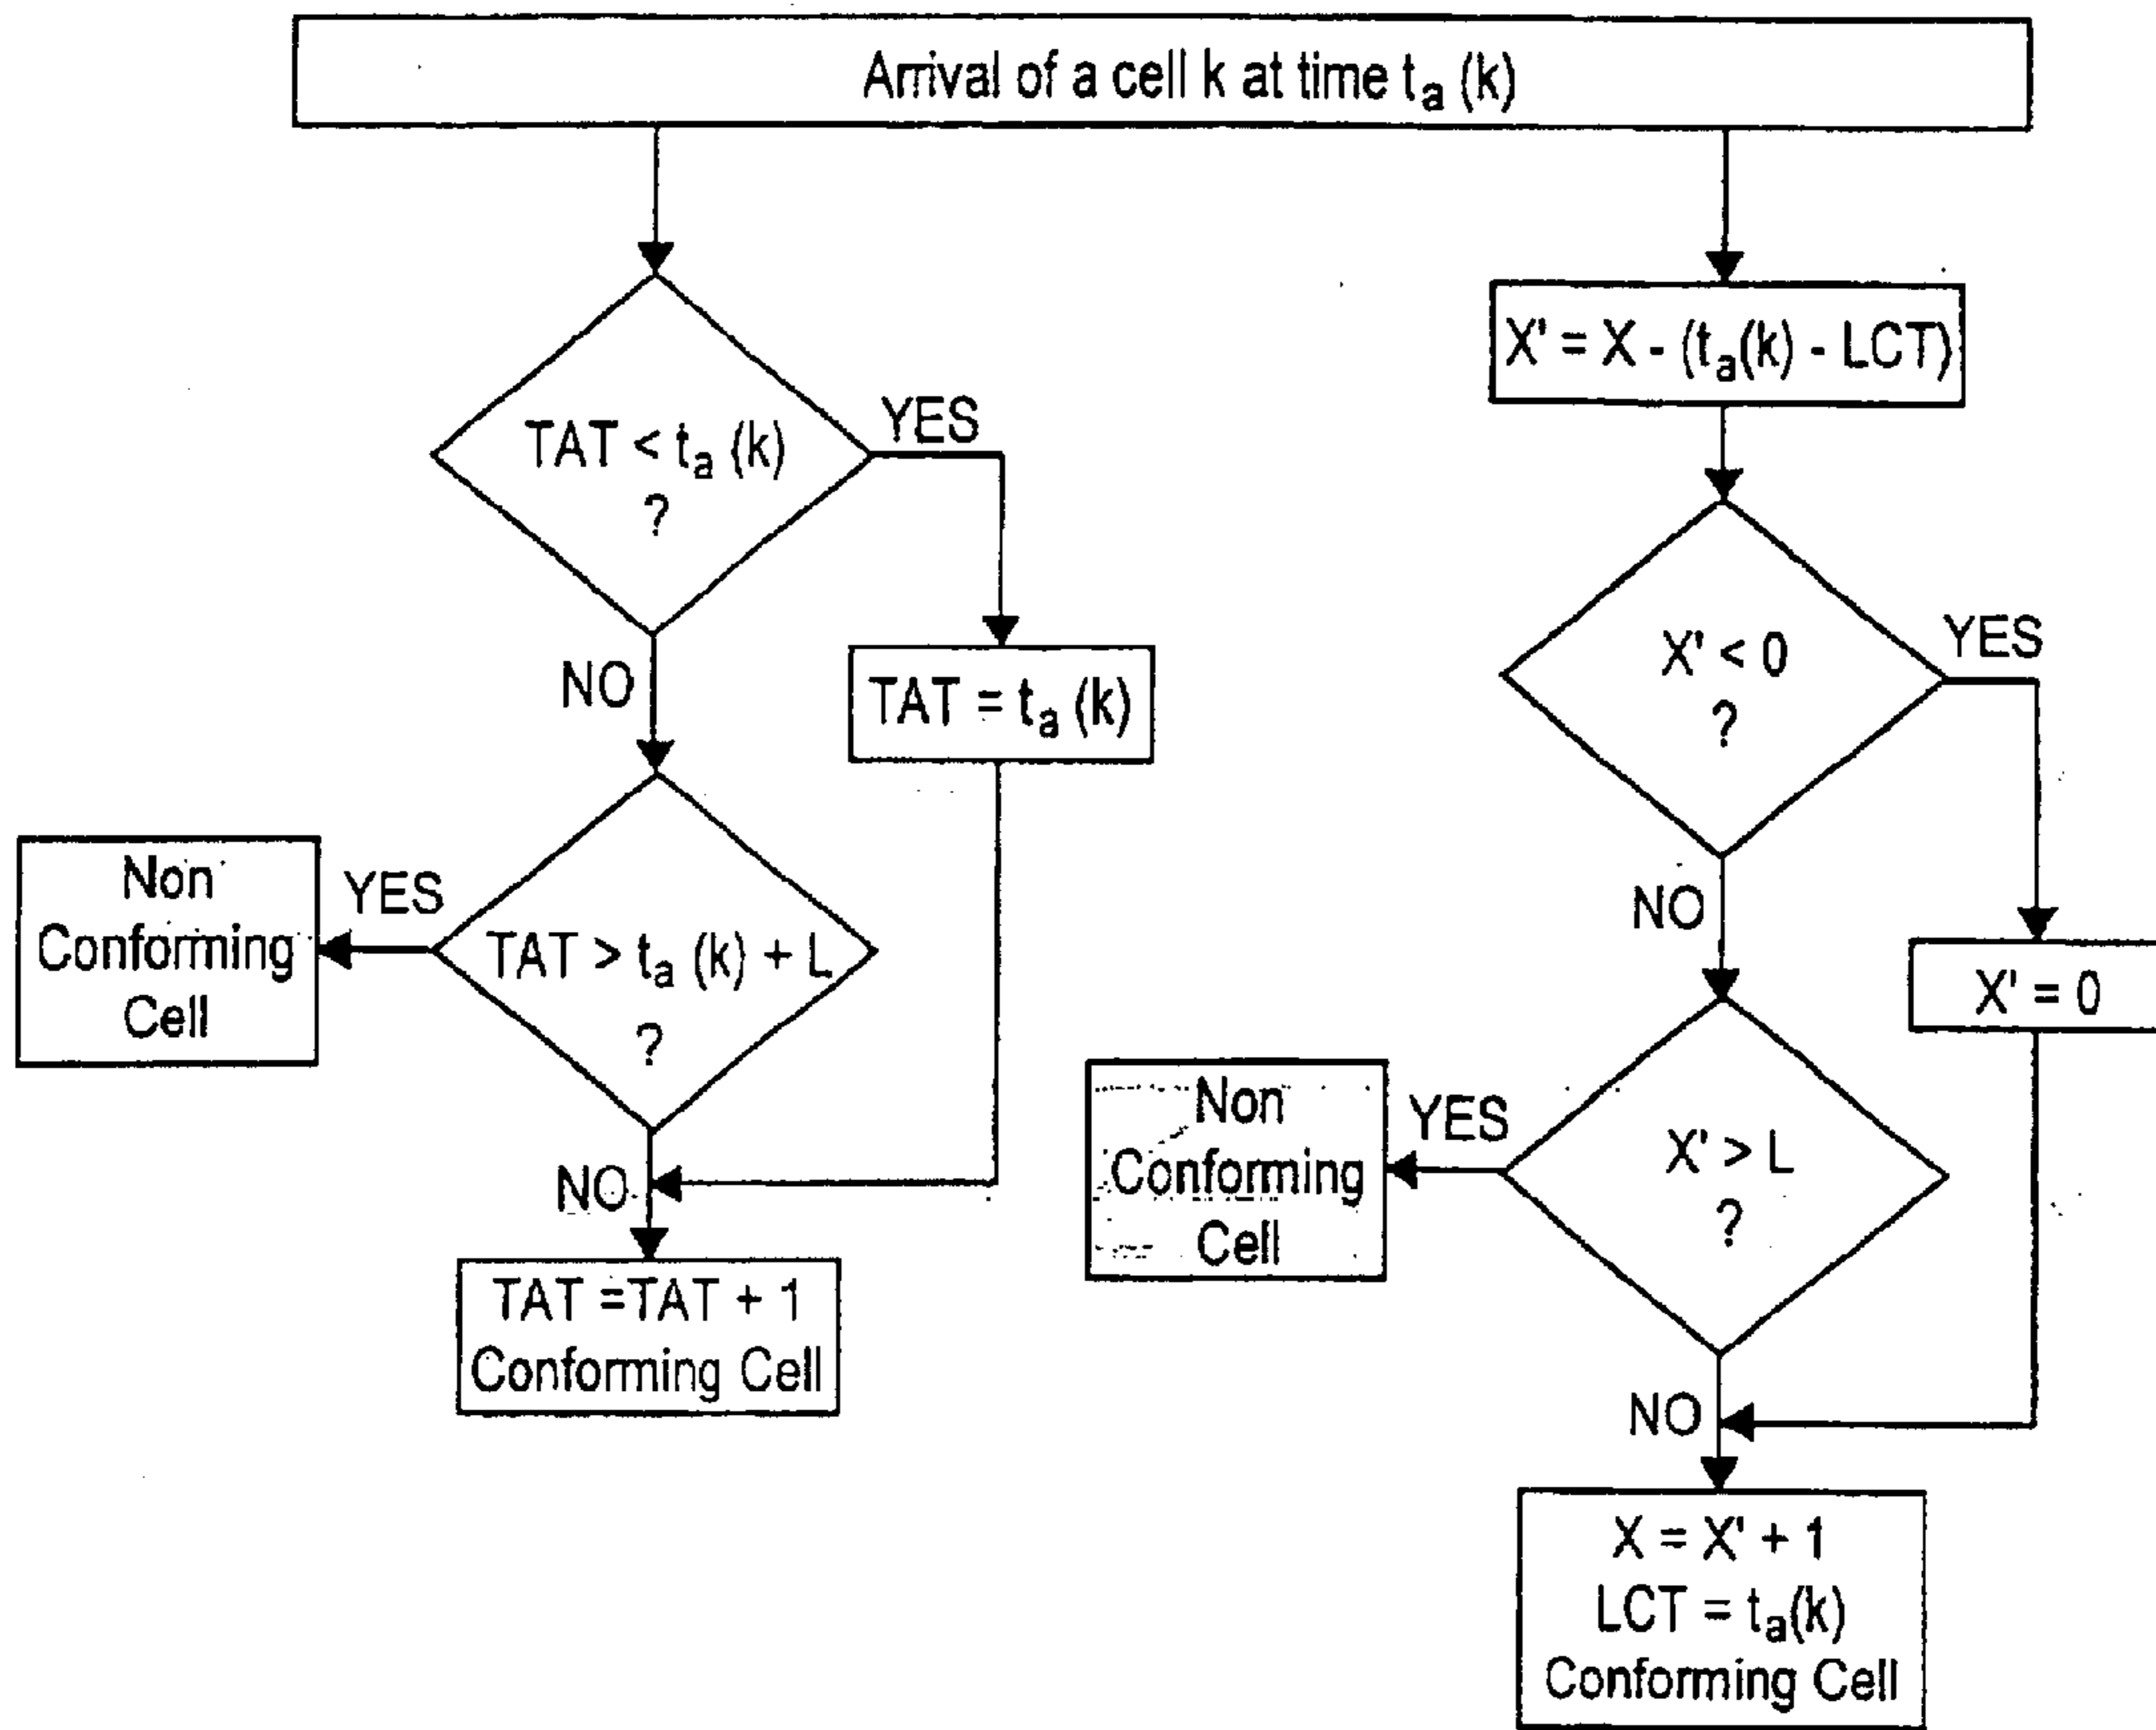 Arrival of a cell k at time tₐ (k)
TAT < tₐ (k)
?
YES
NO
TAT = tₐ (k)
TAT > tₐ (k) + L
?
YES
Non
Conforming
Cell
NO
TAT =TAT + 1
Conforming Cell
X' = X - (tₐ(k) - LCT)
X' < 0
?
YES
NO
X' = 0
X' > L
?
YES
Non
Conforming
Cell
NO
X = X' + 1
LCT = tₐ(k)
Conforming Cell